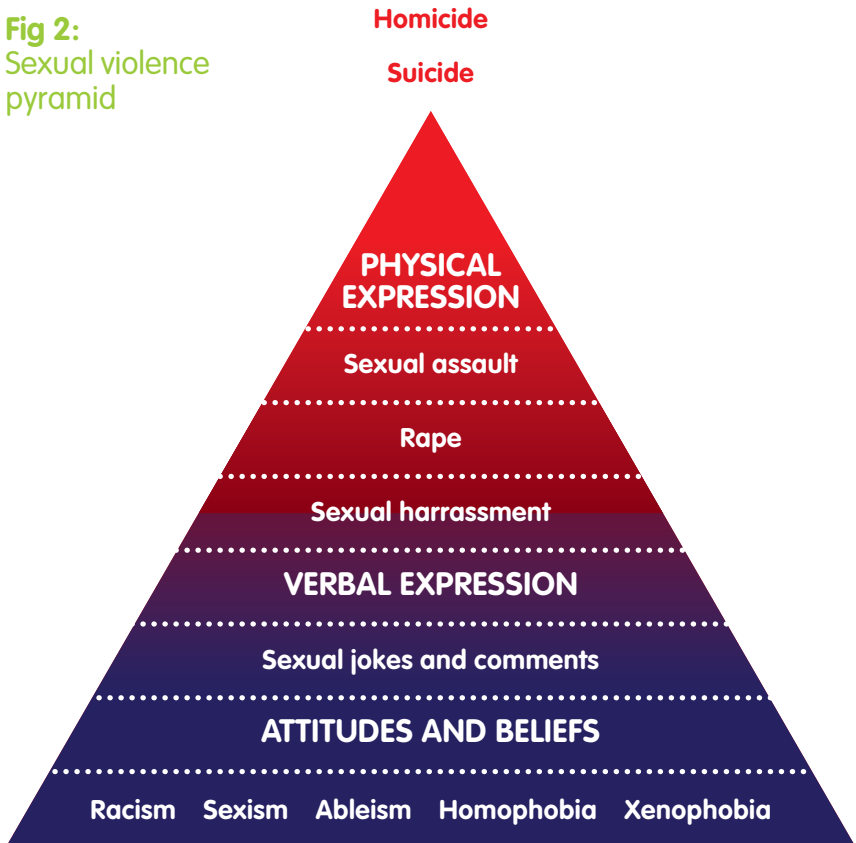 Fig 2:
Sexual violence
pyramid
Homicide
Suicide
PHYSICAL
EXPRESSION
Sexual assault
Rape
Sexual harrassment
VERBAL EXPRESSION
Sexual jokes and comments
ATTITUDES AND BELIEFS
Racism Sexism Ableism Homophobia Xenophobia